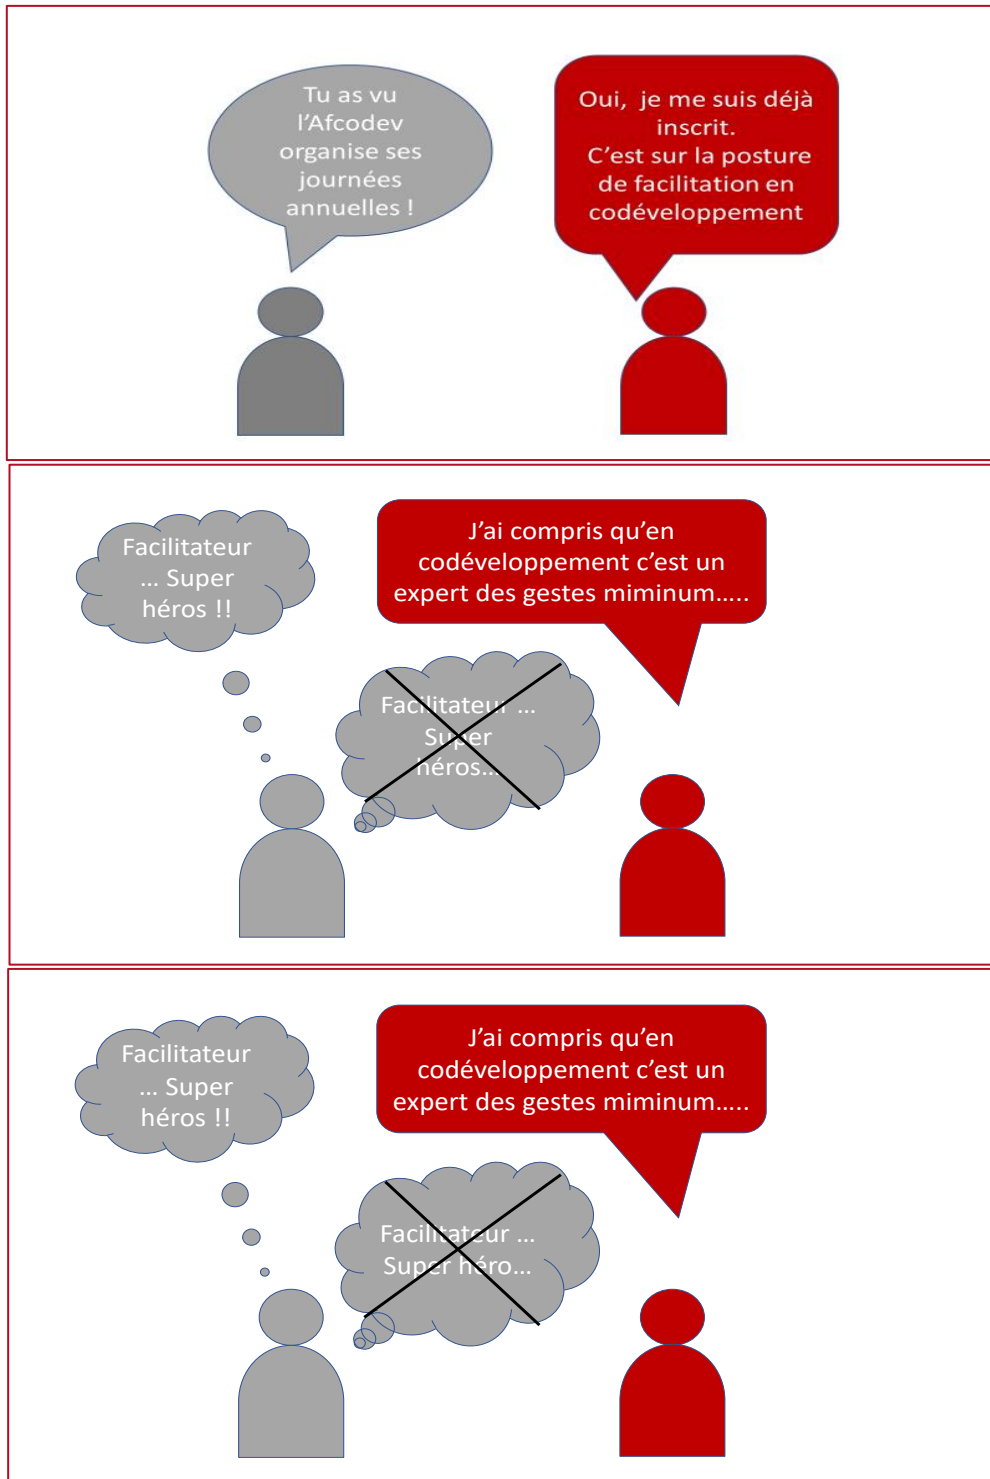 Tu as vu
l'Afcodev
organise ses
journées
annuelles !
Oui, je me suis déjà
inscrit.
C'est sur la posture
de facilitation en
codéveloppement
Facilitateur
... Super
héros !!
J'ai compris qu'en
codéveloppement c'est un
expert des gestes miminum.....
Facilitateur ...
Super
héros...
Facilitateur
... Super
héros !!
J'ai compris qu'en
codéveloppement c'est un
expert des gestes miminum.....
Facilitateur ...
Super héro...